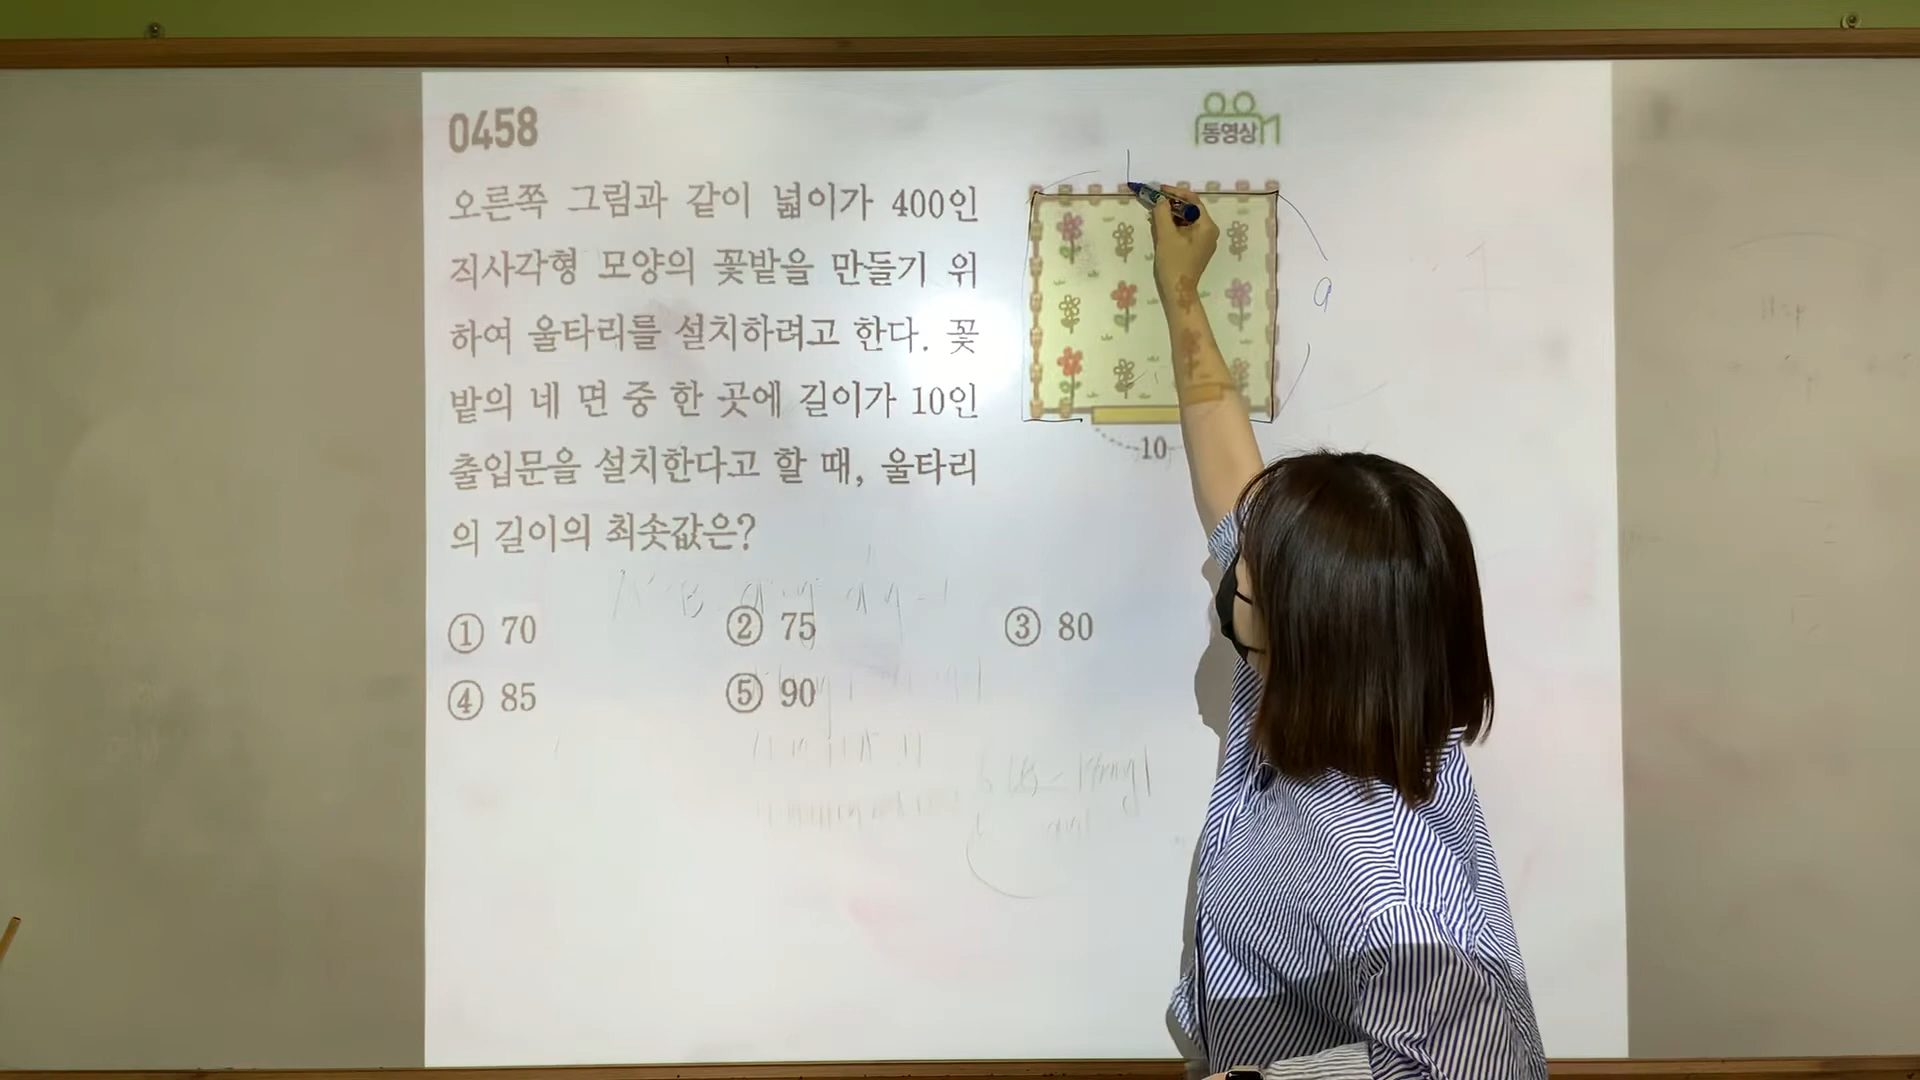 0458
동영상
오른쪽 그림과 같이 넓이가 400인
직사각형 모양의 꽃밭을 만들기 위
하여 울타리를 설치하려고 한다. 꽃
밭의 네 면 중 한 곳에 길이가 10인
출입문을 설치한다고 할 때, 울타리
의 길이의 최솟값은?
a
10
① 70 ② 75 ③ 80
④ 85 ⑤ 90